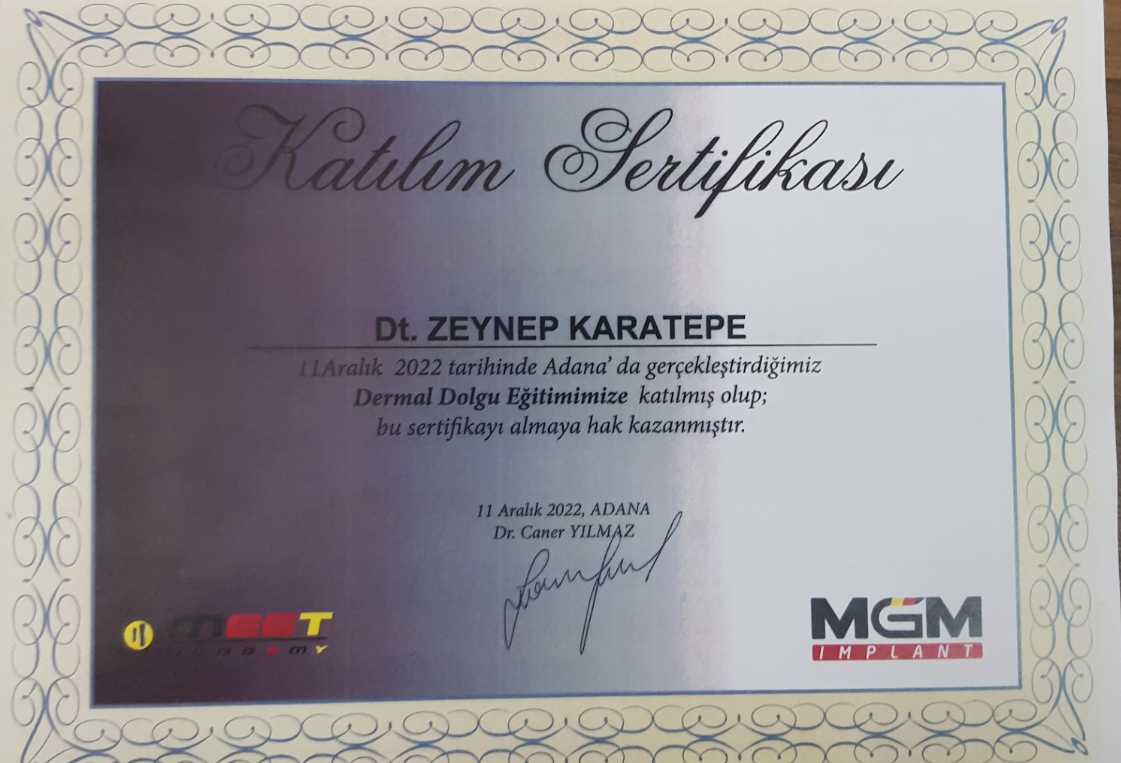 Katılım Sertifikası
Dt. ZEYNEP KARATEPE
11Aralık 2022 tarihinde Adana' da gerçekleştirdiğimiz
Dermal Dolgu Eğitimimize katılmış olup;
bu sertifikayı almaya hak kazanmıştır.
11 Aralık 2022, ADANA
Dr. Caner YILMAZ
MEET
MGM
IMPLANT